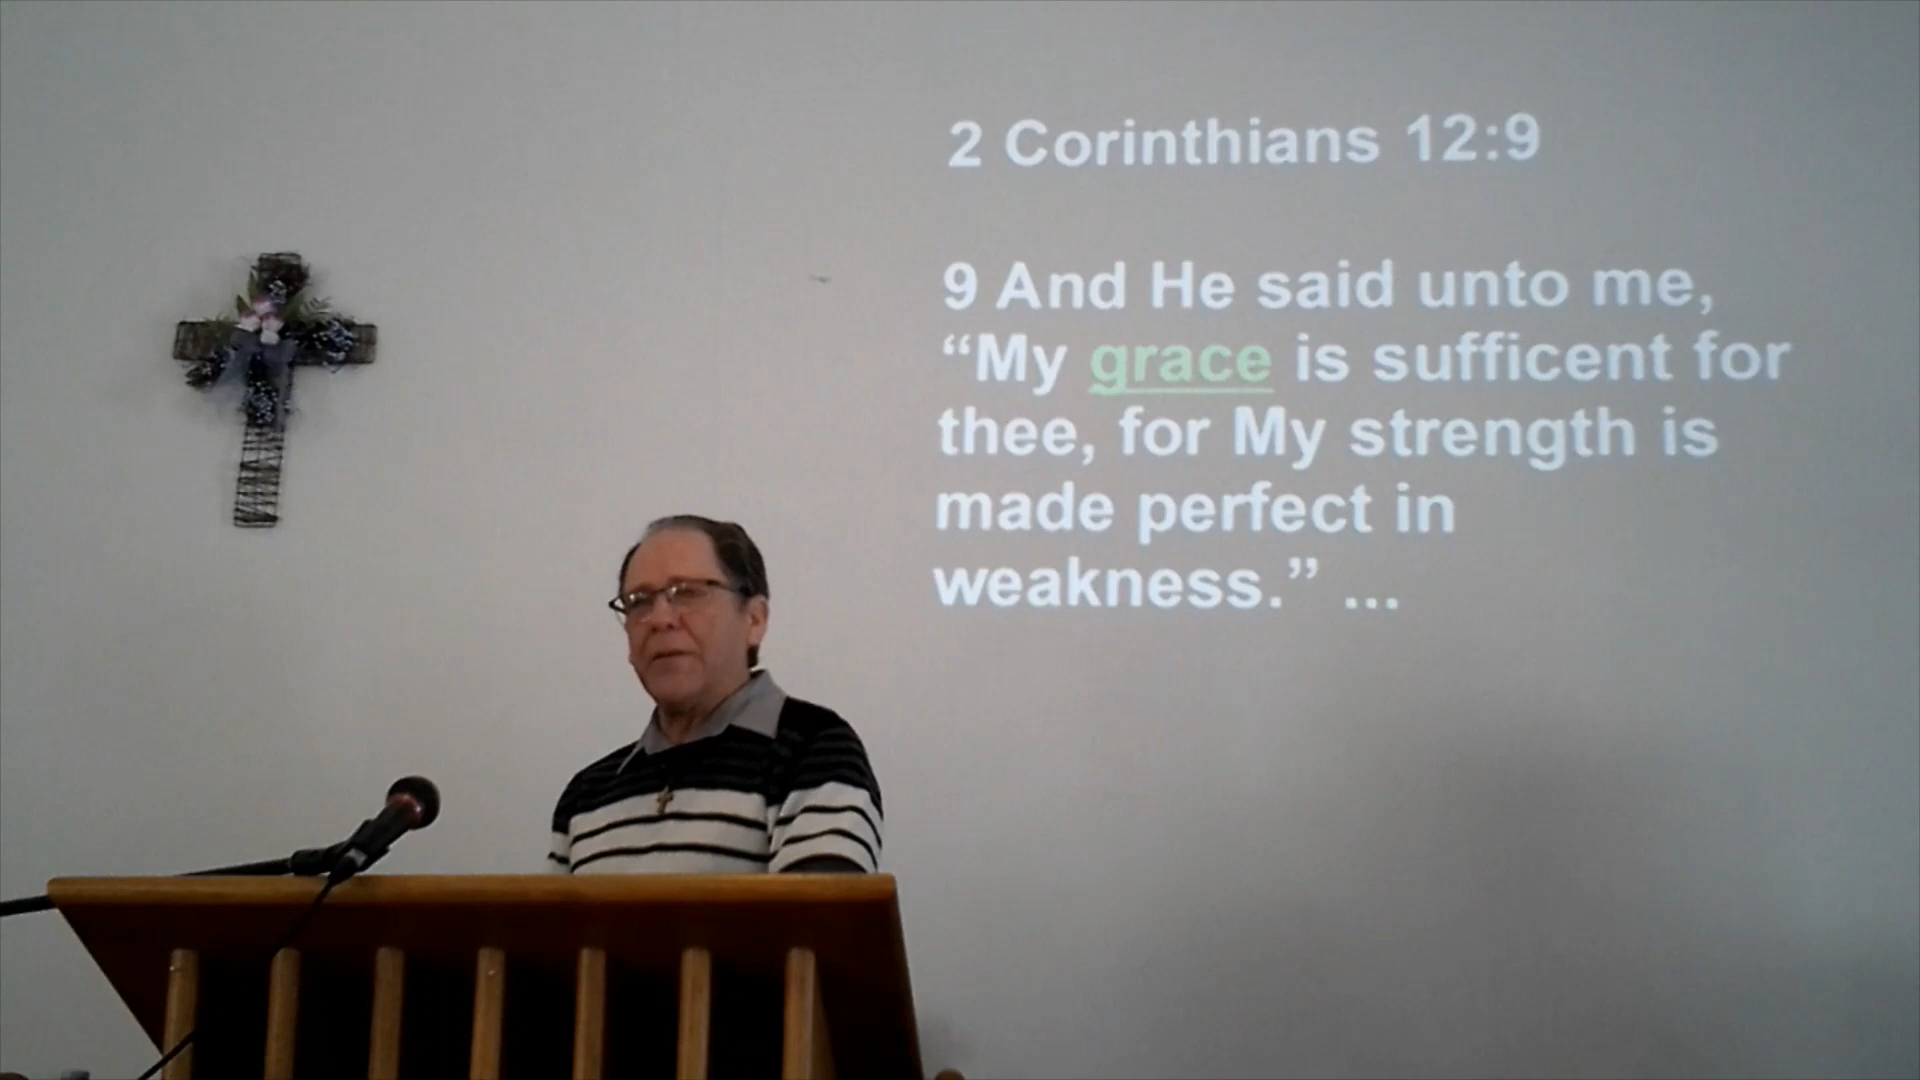 2 Corinthians 12:9
9 And He said unto me,
“My grace is sufficent for
thee, for My strength is
made perfect in
weakness.” ...